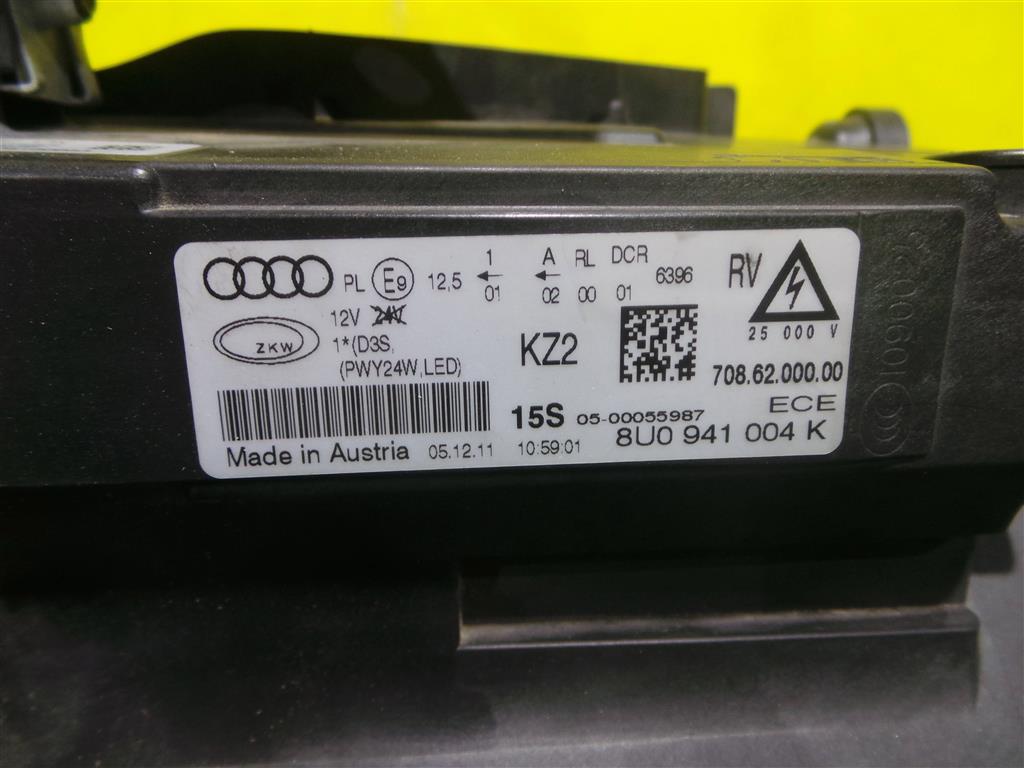 1 A RL DCR
PL E9 12,5 01 02 00 01 6396 RV
12V 24V
ZKW 1*(D3S,
(PWY24W,LED)
KZ2
25 000 V
708.62.000.00
ECE
15S 05-00055987
Made in Austria 05.12.11 10:59:01 8U0 941 004 K